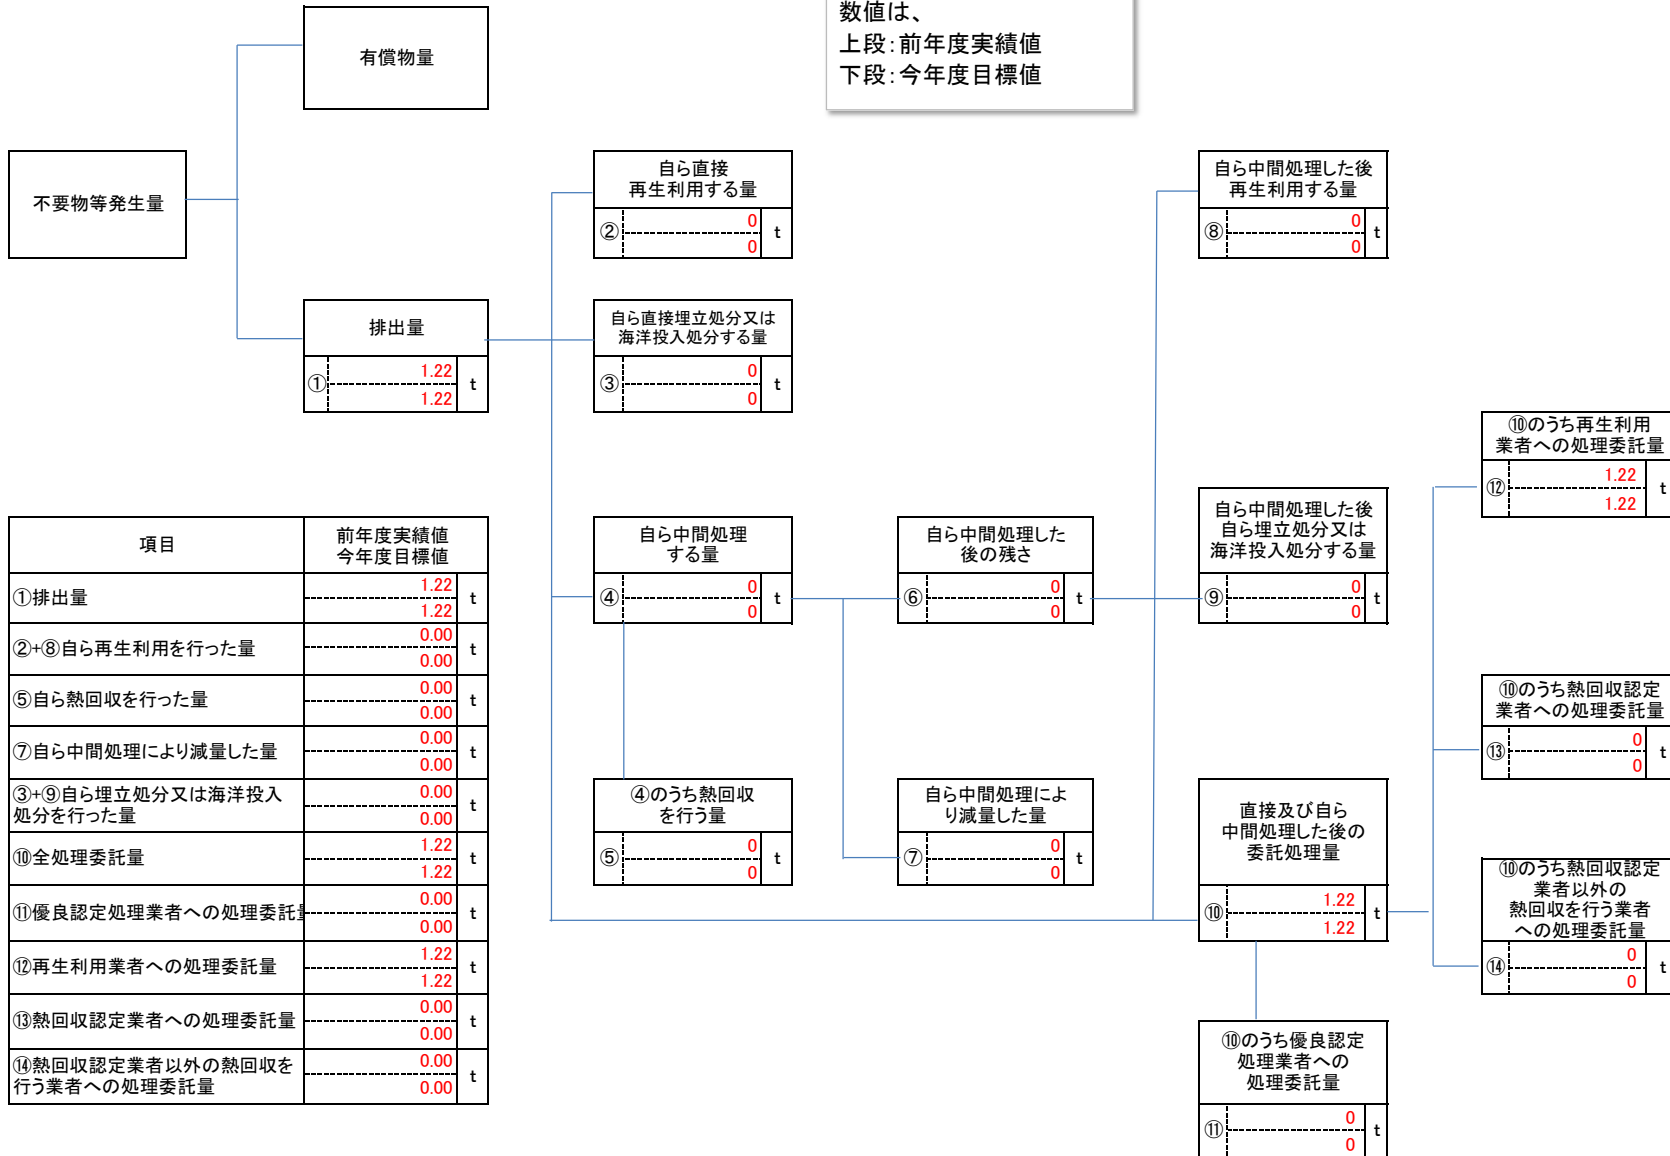 数値は、
上段：前年度実績値
下段：今年度目標値
有償物量
不要物等発生量
自ら直接
再生利用する量
② 0 t
0
自ら中間処理した後
再生利用する量
⑧ 0 t
0
排出量
① 1.22 t
1.22
自ら直接埋立処分又は
海洋投入処分する量
③ 0 t
0
⑩のうち再生利用
業者への処理委託量
⑫ 1.22 t
1.22
自ら中間処理
する量
④ 0 t
0
自ら中間処理した
後の残さ
⑥ 0 t
0
自ら中間処理した後
自ら埋立処分又は
海洋投入処分する量
⑨ 0 t
0
⑩のうち熱回収認定
業者への処理委託量
⑬ 0 t
0
④のうち熱回収
を行う量
⑤ 0 t
0
自ら中間処理によ
り減量した量
⑦ 0 t
0
直接及び自ら
中間処理した後の
委託処理量
⑩ 1.22 t
1.22
⑩のうち熱回収認定
業者以外の
熱回収を行う業者
への処理委託量
⑭ 0 t
0
⑩のうち優良認定
処理業者への
処理委託量
⑪ 0 t
0
項目 前年度実績値
今年度目標値
①排出量 1.22 t
1.22
②+⑧自ら再生利用を行った量 0.00 t
0.00
⑤自ら熱回収を行った量 0.00 t
0.00
⑦自ら中間処理により減量した量 0.00 t
0.00
③+⑨自ら埋立処分又は海洋投入
処分を行った量 0.00 t
0.00
⑩全処理委託量 1.22 t
1.22
⑪優良認定処理業者への処理委託 0.00 t
0.00
⑫再生利用業者への処理委託量 1.22 t
1.22
⑬熱回収認定業者への処理委託量 0.00 t
0.00
⑭熱回収認定業者以外の熱回収を
行う業者への処理委託量 0.00 t
0.00